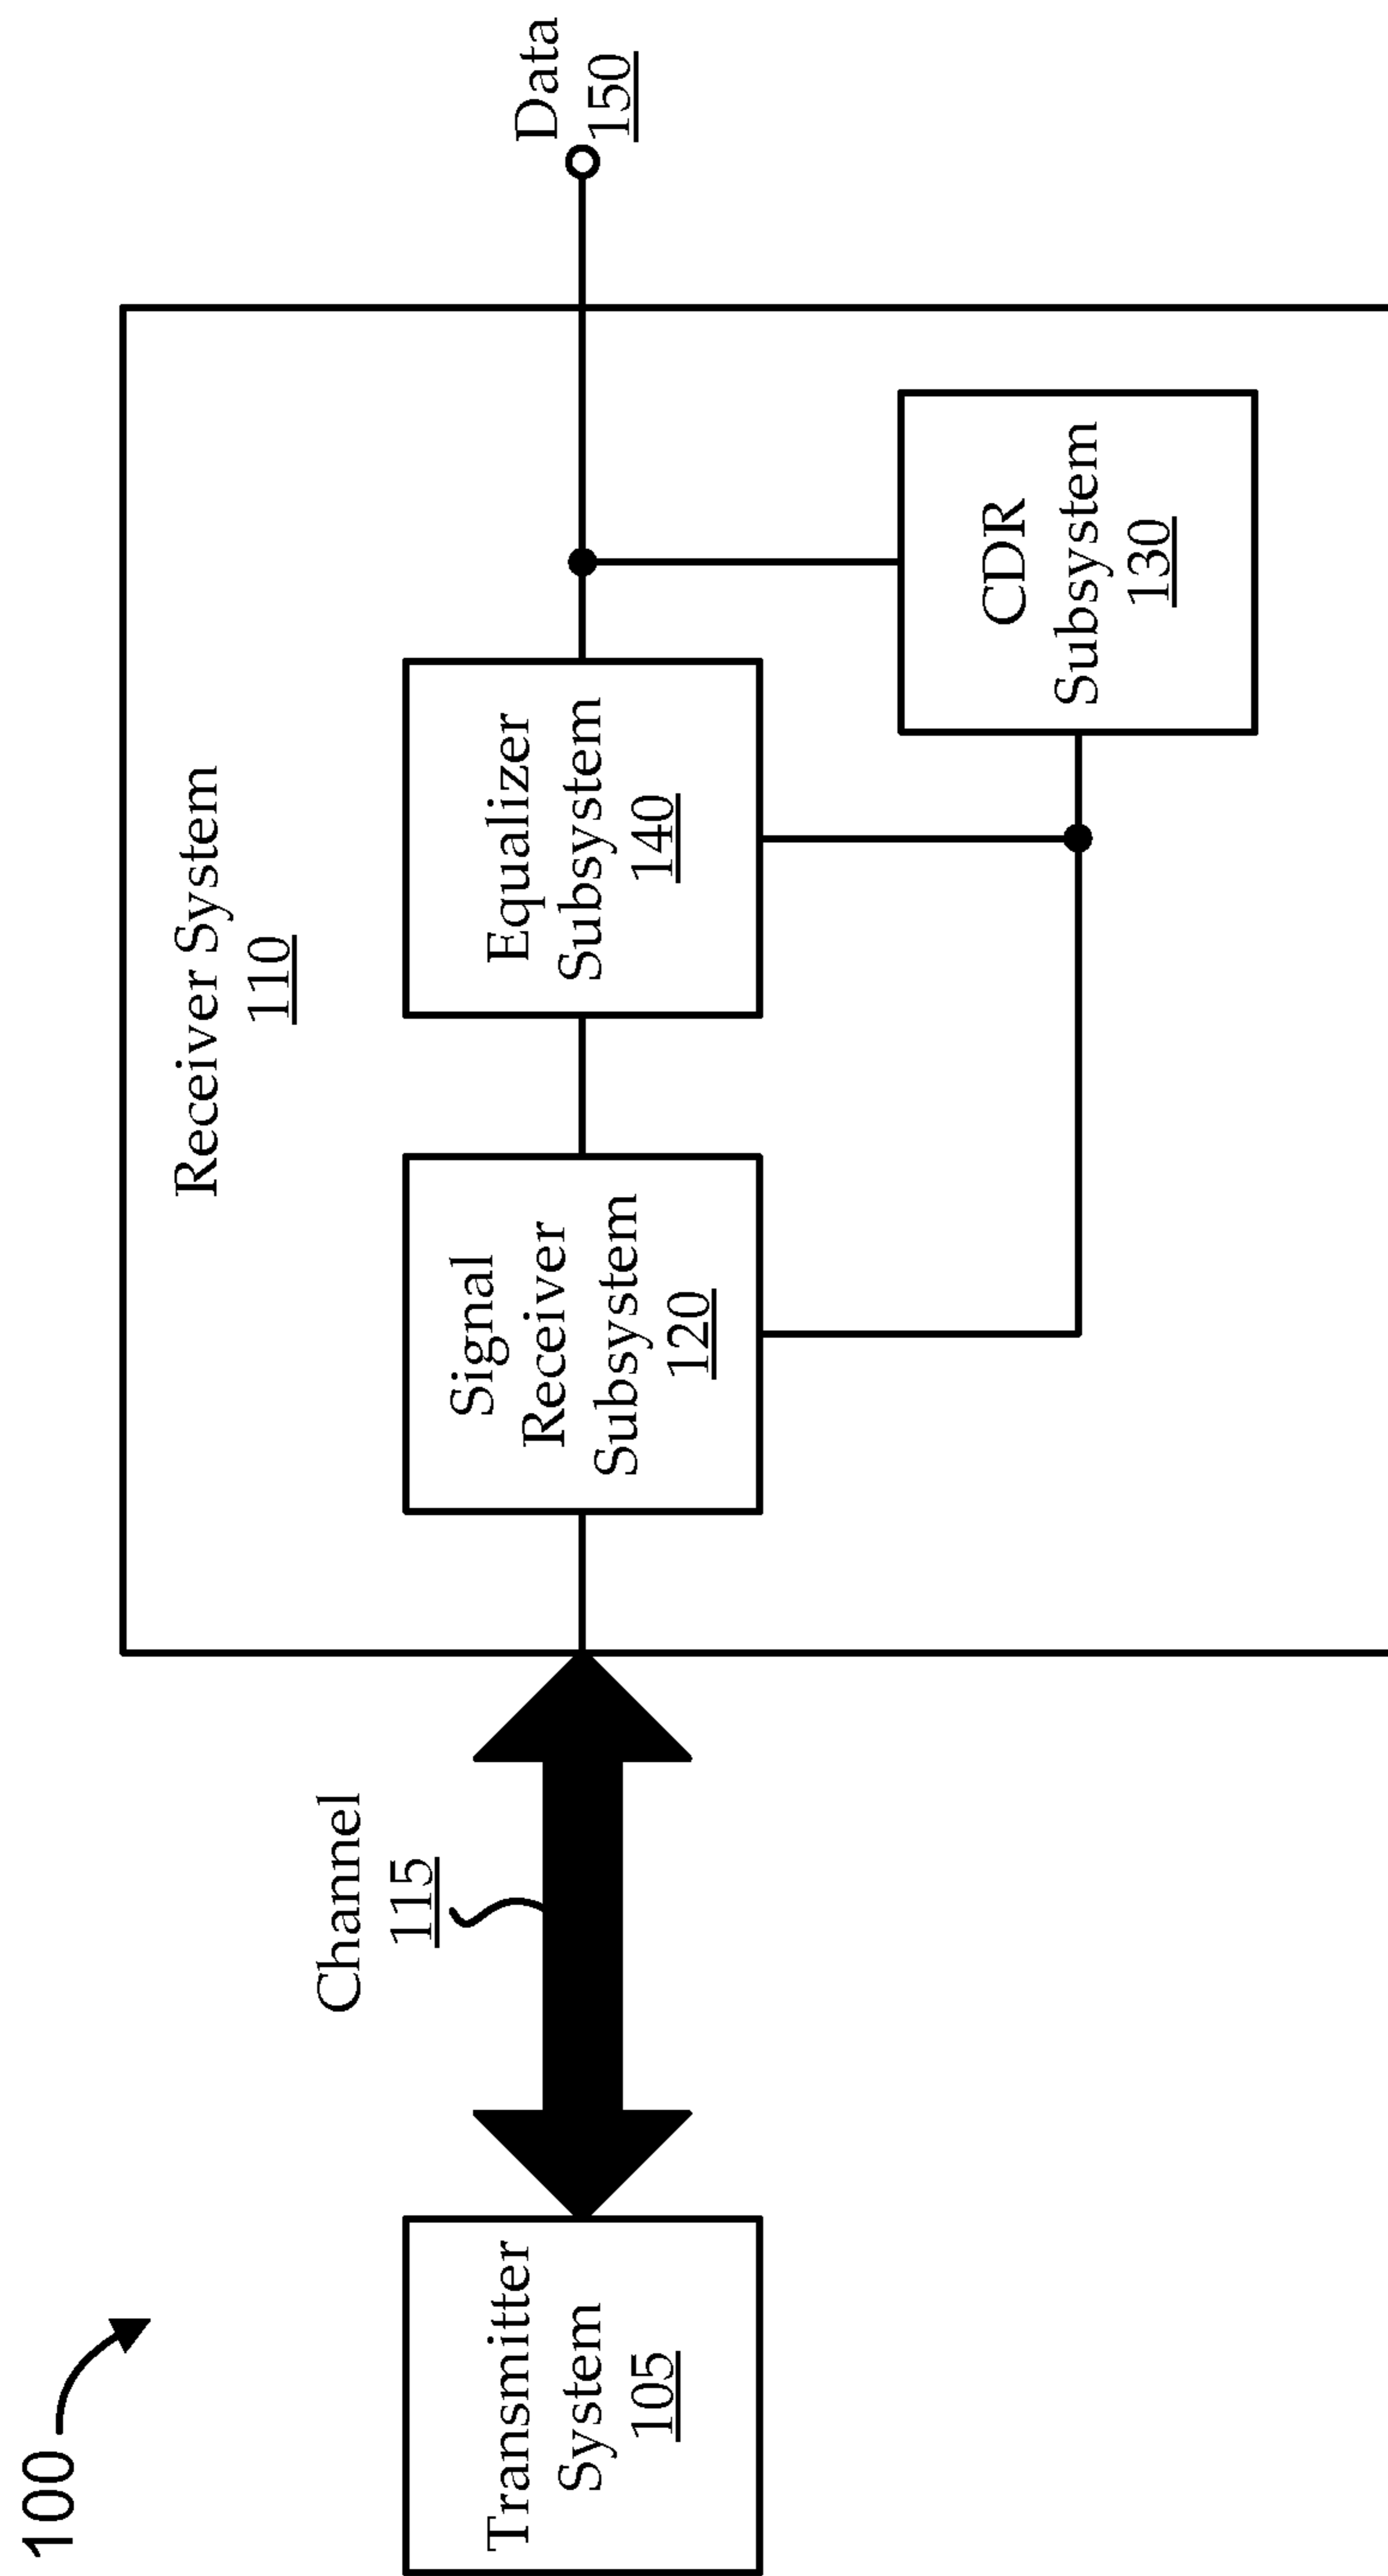 100
Transmitter
System
105
Channel
115
Receiver System
110
Signal
Receiver
Subsystem
120
Equalizer
Subsystem
140
CDR
Subsystem
130
Data
150